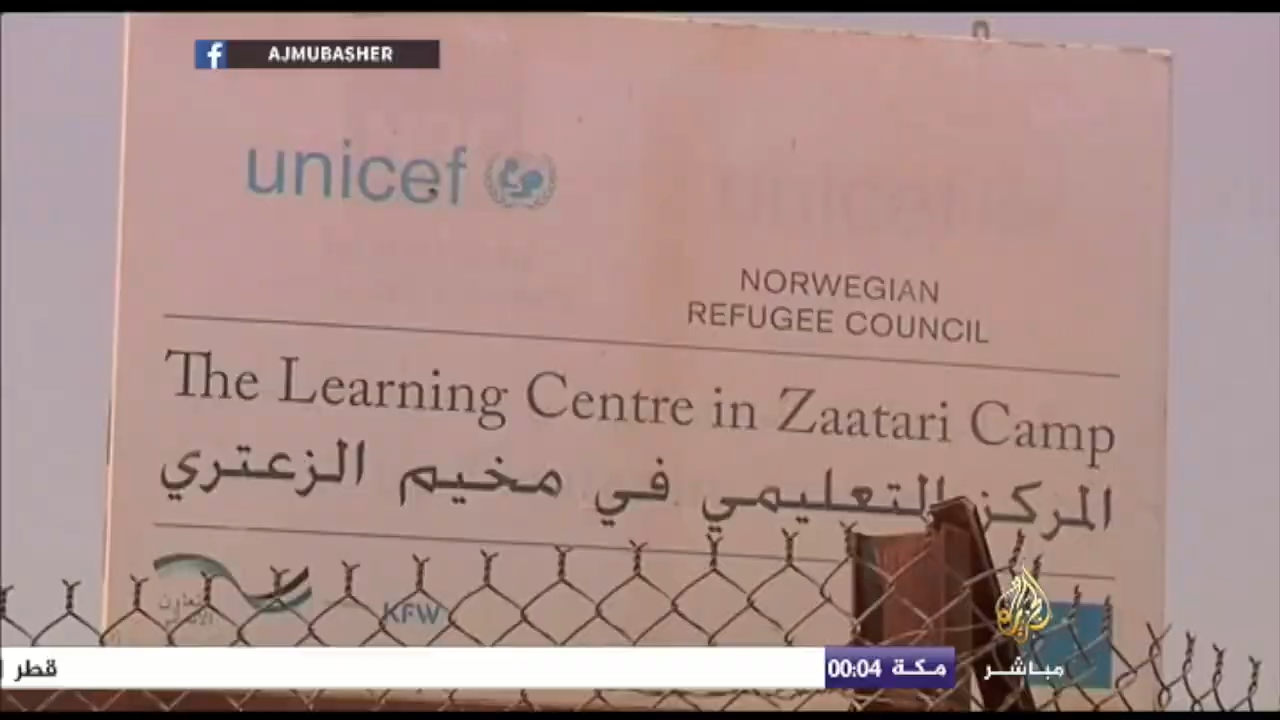 AJMUBASHER
unicef
NORWEGIAN
REFUGEE COUNCIL
The Learning Centre in Zaatari Camp
المركز التعليمي في مخيم الزعتري
KFW
الجزيرة
مباشر
مكة 00:04
قطر